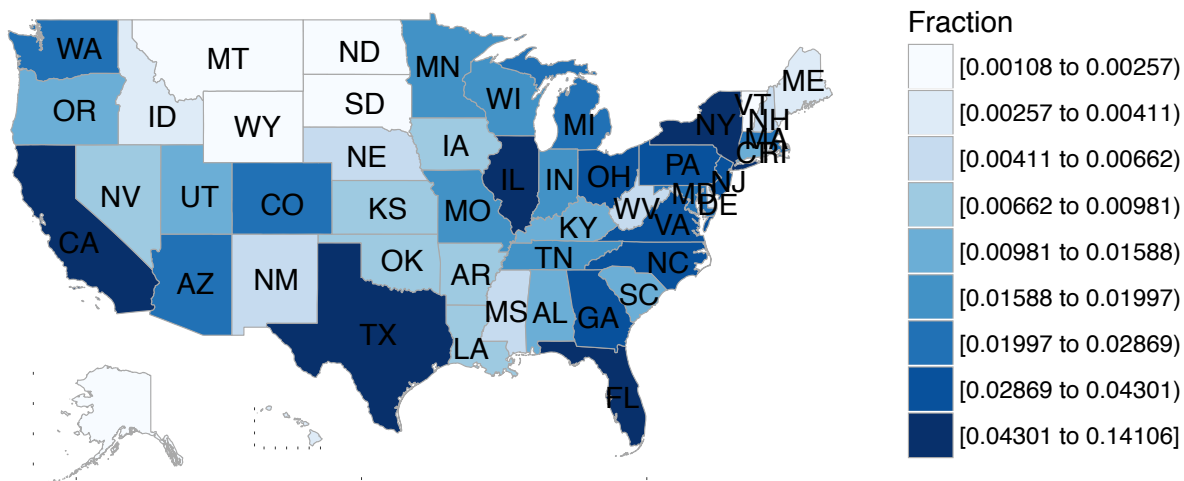 Fraction
[0.00108 to 0.00257)
[0.00257 to 0.00411)
[0.00411 to 0.00662)
[0.00662 to 0.00981)
[0.00981 to 0.01588)
[0.01588 to 0.01997)
[0.01997 to 0.02869)
[0.02869 to 0.04301)
[0.04301 to 0.14106]
WA
MT
ND
MN
ME
OR
ID
SD
WI
VT
NH
WY
MI
NY
MA
NE
IA
CT
RI
NV
UT
CO
KS
MO
IL
IN
OH
PA
NJ
MD
DE
WV
VA
KY
CA
AZ
NM
OK
AR
TN
NC
SC
TX
LA
MS
AL
GA
FL